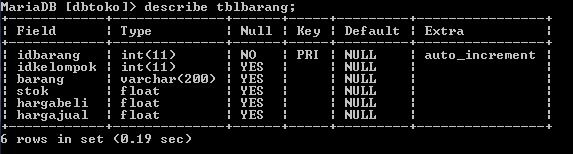 MariaDB [dbtoko]> describe tblbarang;
+------------+--------------+------+-----+---------+----------------+
| Field      | Type         | Null | Key | Default | Extra          |
+------------+--------------+------+-----+---------+----------------+
| idbarang   | int(11)      | NO   | PRI | NULL    | auto_increment |
| idkelompok | int(11)      | YES  |     | NULL    |                |
| barang     | varchar(200) | YES  |     | NULL    |                |
| stok       | float        | YES  |     | NULL    |                |
| hargabeli  | float        | YES  |     | NULL    |                |
| hargajual  | float        | YES  |     | NULL    |                |
+------------+--------------+------+-----+---------+----------------+
6 rows in set (0.19 sec)